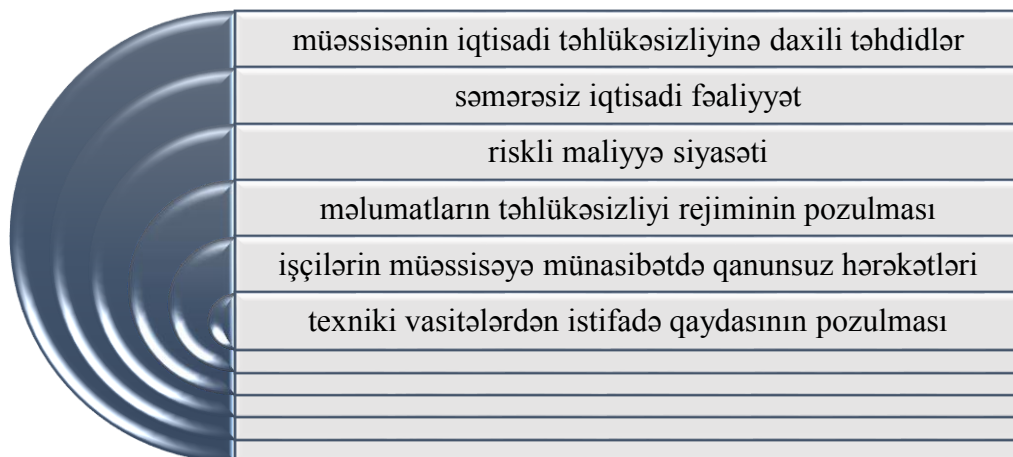 müəssisənin iqtisadi təhlükəsizliyinə daxili təhdidlər
səmərəsiz iqtisadi fəaliyyət
riskli maliyyə siyasəti
məlumatların təhlükəsizliyi rejiminin pozulması
işçilərin müəssisəyə münasibətdə qanunsuz hərəkətləri
texniki vasitələrdən istifadə qaydasının pozulması